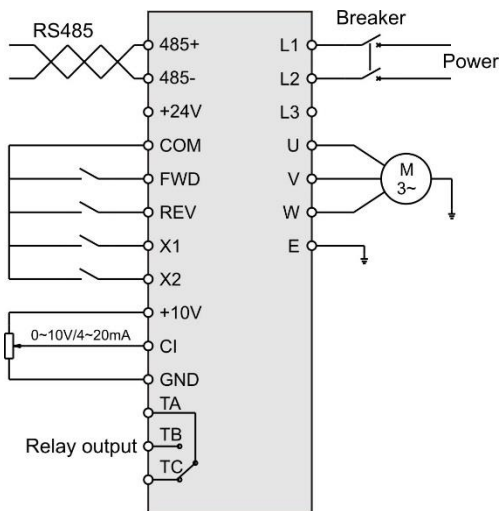 Breaker
RS485
485+
L1
485-
L2
Power
+24V
L3
COM
U
FWD
V
M
3~
REV
W
X1
E
X2
+10V
0~10V/4~20mA
CI
GND
TA
Relay output
TB
TC